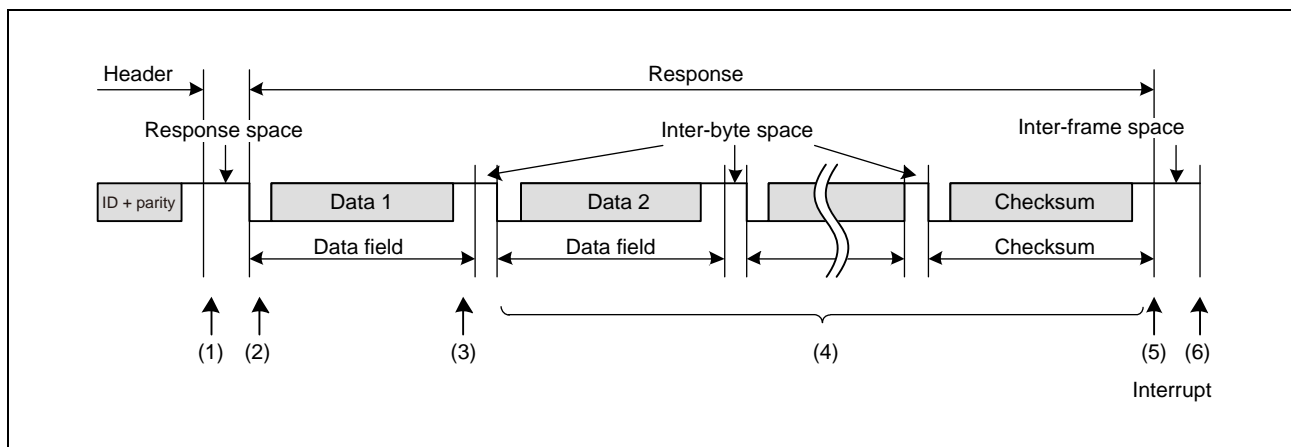 Header
Response
Response space
Inter-byte space
Inter-frame space
ID + parity
Data 1
Data 2
Checksum
Data field
Data field
Checksum
(1)
(2)
(3)
(4)
(5)
(6)
Interrupt